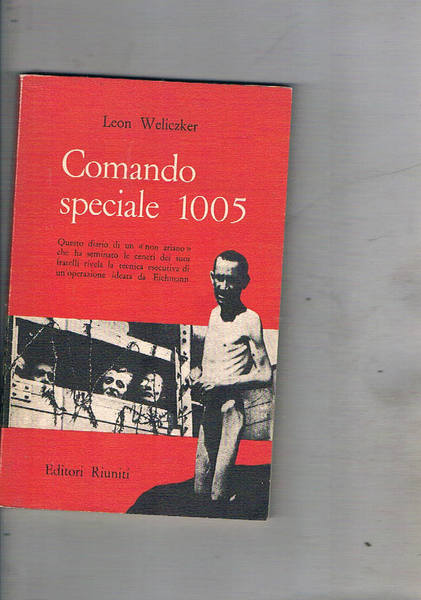 Leon Weliczker
Comando
speciale 1005
Questo diario di un « non ariano »
che ha seminato le ceneri dei suoi
fratelli rivela la tecnica esecutiva di
un'operazione ideata da Eichmann
Editori Riuniti